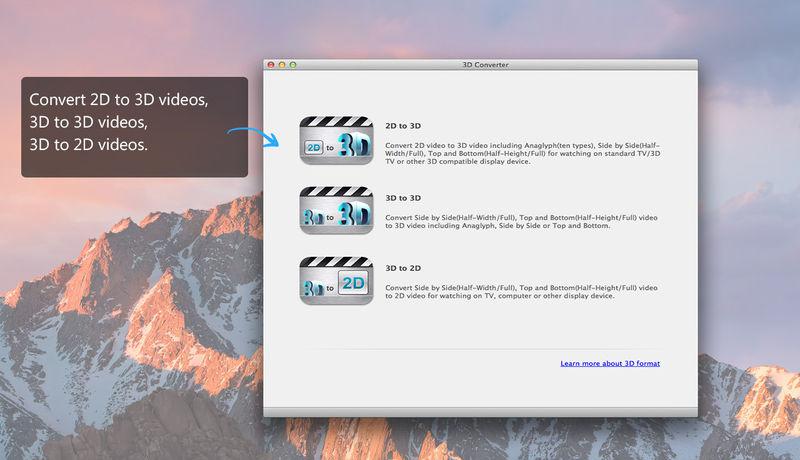 3D Converter
Convert 2D to 3D videos,
3D to 3D videos,
3D to 2D videos.
2D to 3D
2D to 3D
Convert 2D video to 3D video including Anaglyph(ten types), Side by Side(Half-
Width/Full), Top and Bottom(Half-Height/Full) for watching on standard TV/3D
TV or other 3D compatible display device.
3D to 3D
3D to 3D
Convert Side by Side(Half-Width/Full), Top and Bottom(Half-Height/Full) video
to 3D video including Anaglyph, Side by Side or Top and Bottom.
3D to 2D
3D to 2D
Convert Side by Side(Half-Width/Full), Top and Bottom(Half-Height/Full) video
to 2D video for watching on TV, computer or other display device.
Learn more about 3D format